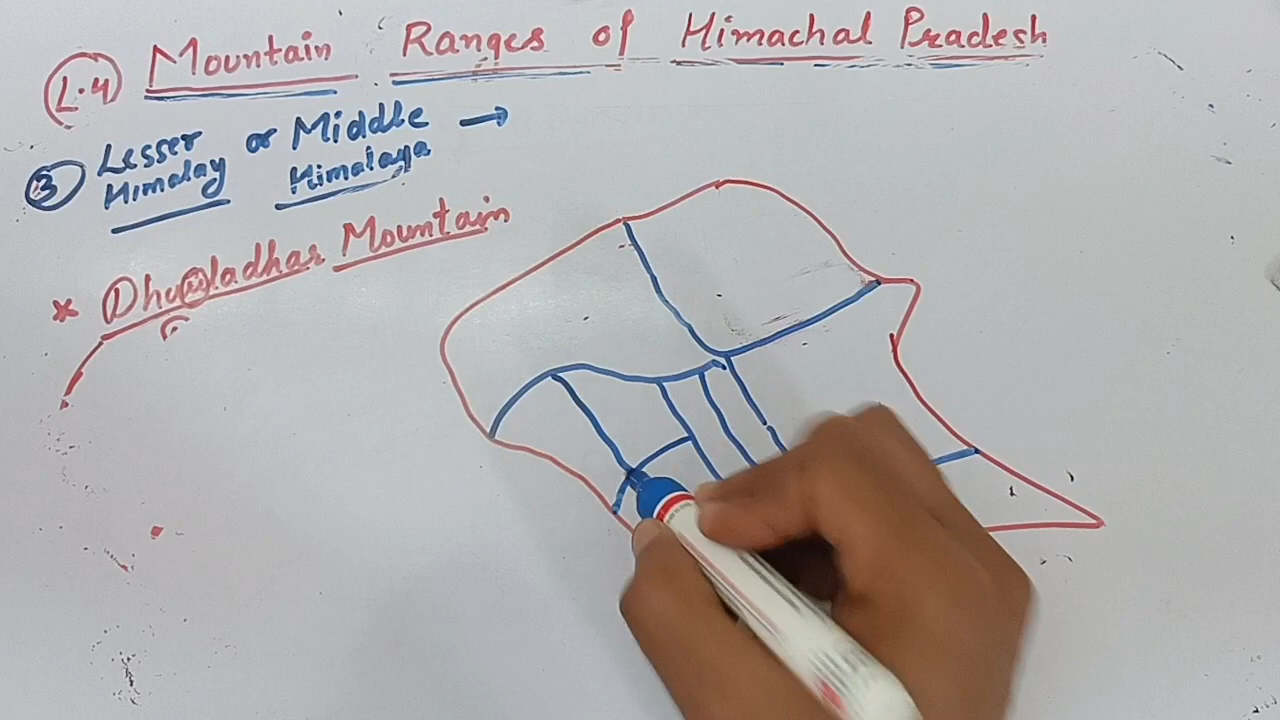 L.4 Mountain Ranges of Himachal Pradesh
3 Lesser or Middle →
Himalay Himalaya
* Dhauladhar Mountain